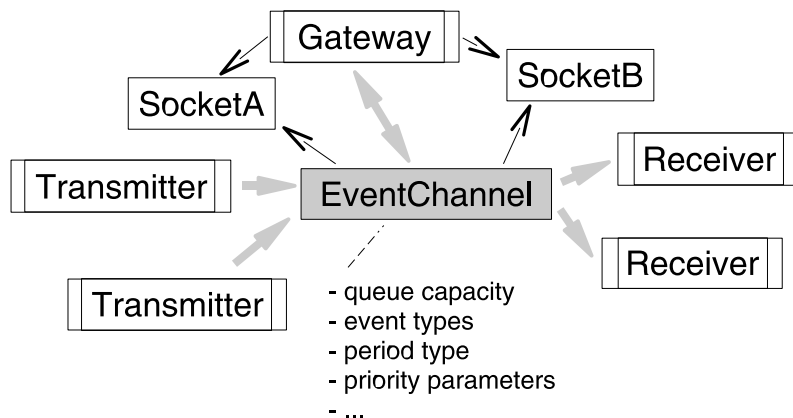 Gateway
SocketA
SocketB
Transmitter
EventChannel
Receiver
Transmitter
Receiver
- queue capacity
- event types
- period type
- priority parameters
- ...